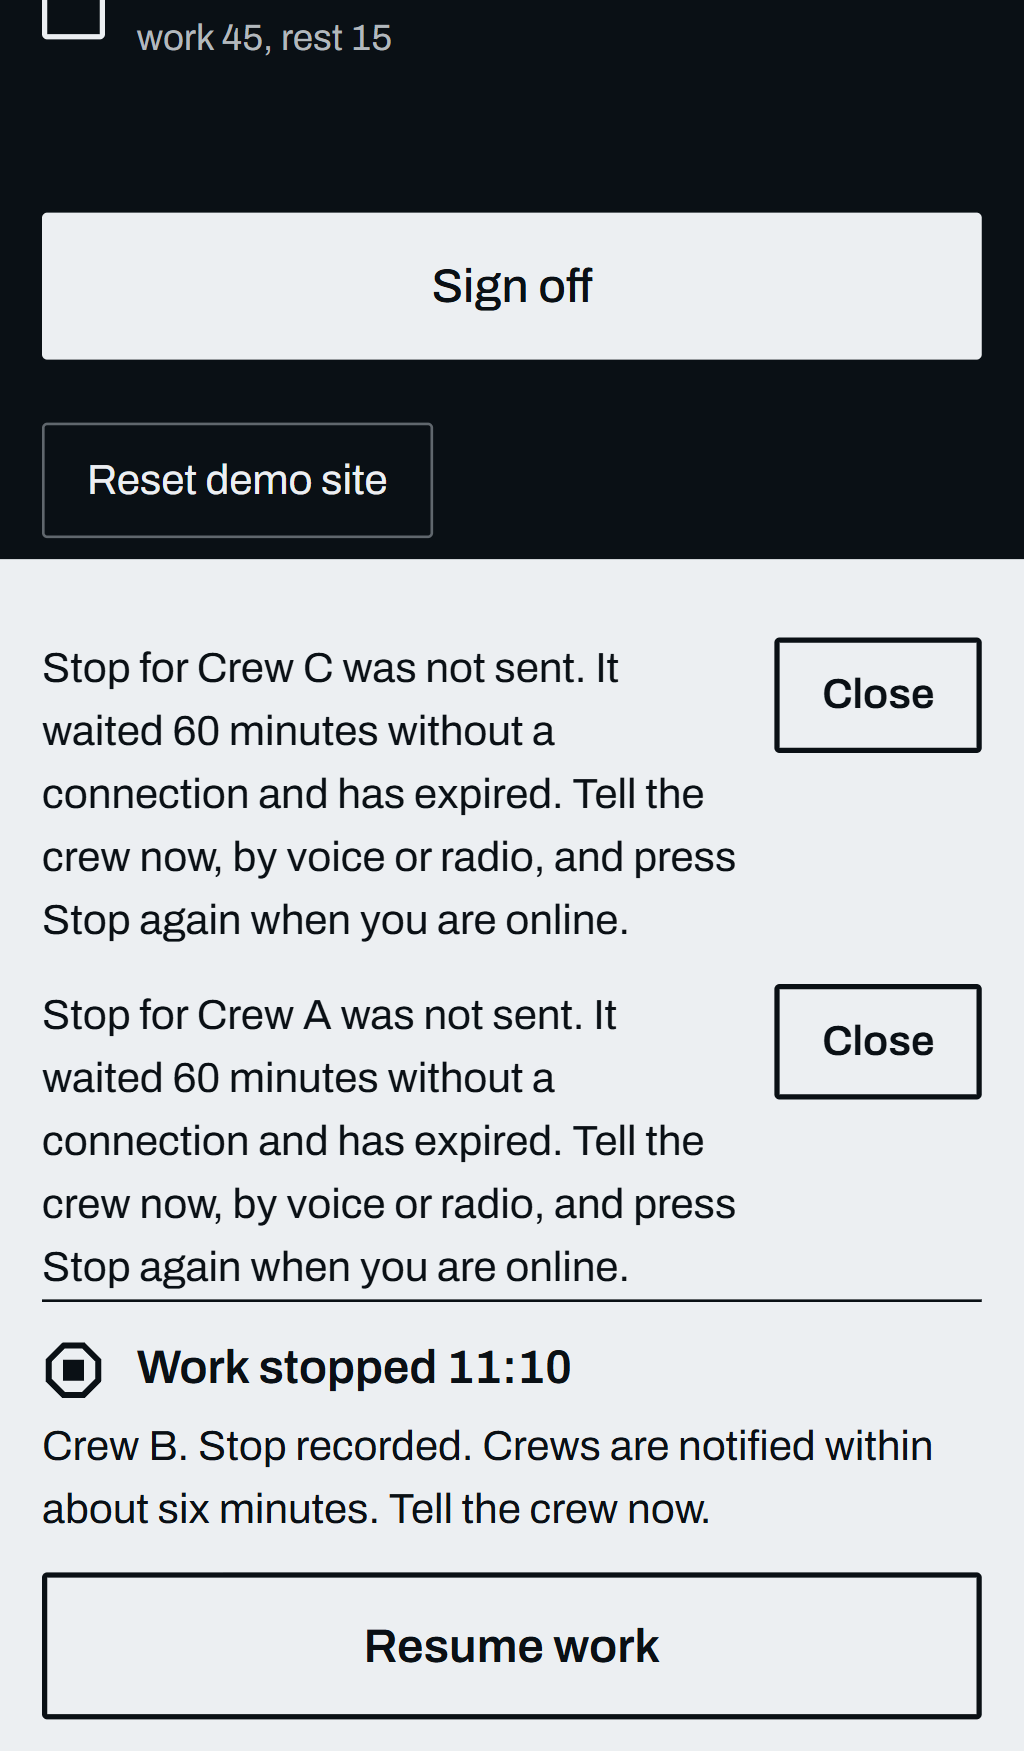 work 45, rest 15
Sign off
Reset demo site
Stop for Crew C was not sent. It
waited 60 minutes without a
connection and has expired. Tell the
crew now, by voice or radio, and press
Stop again when you are online.
Close
Stop for Crew A was not sent. It
waited 60 minutes without a
connection and has expired. Tell the
crew now, by voice or radio, and press
Stop again when you are online.
Close
Work stopped 11:10
Crew B. Stop recorded. Crews are notified within
about six minutes. Tell the crew now.
Resume work